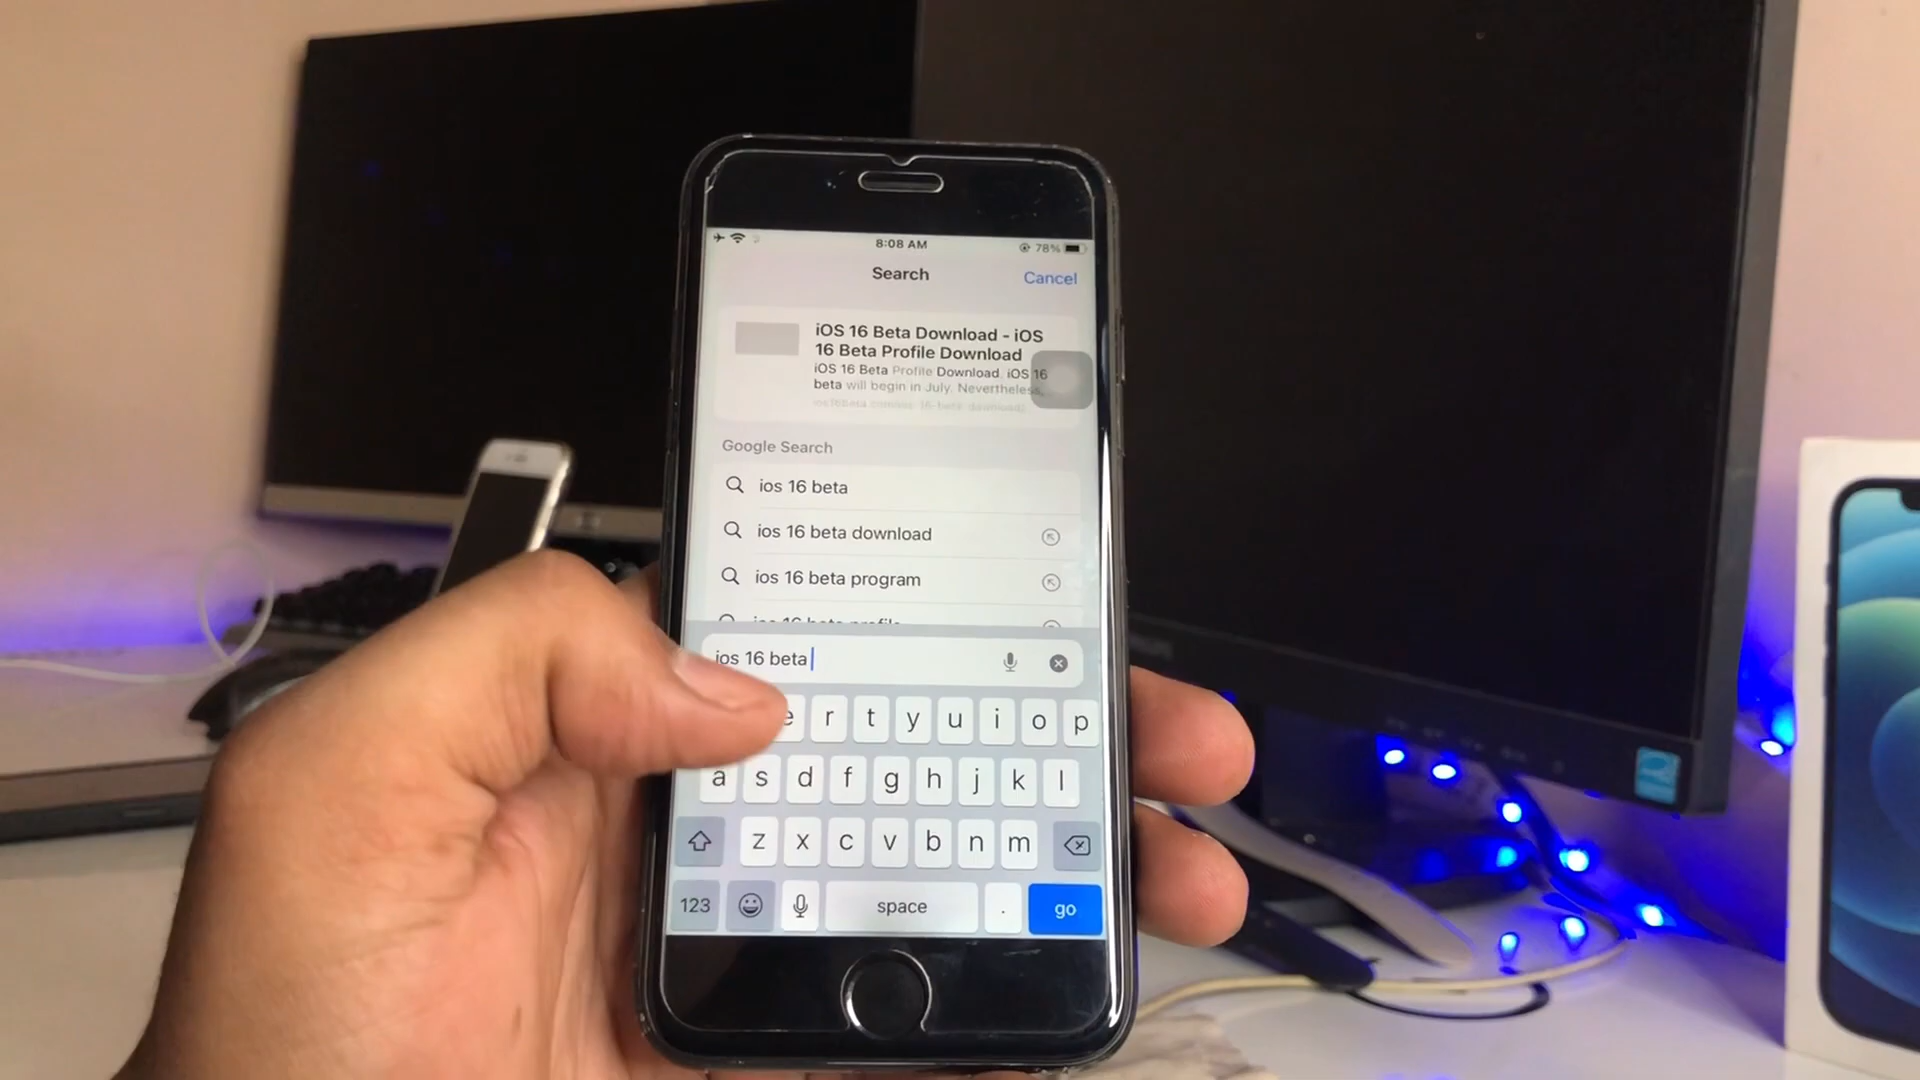 8:08 AM
78%
Search
Cancel
iOS 16 Beta Download - iOS
16 Beta Profile Download
iOS 16 Beta Profile Download. iOS 16
beta will begin in July. Nevertheless,
Google Search
ios 16 beta
ios 16 beta download
ios 16 beta program
ios 16 beta profile
ios 16 beta
e r t y u i o p
a s d f g h j k l
z x c v b n m
123 space . go